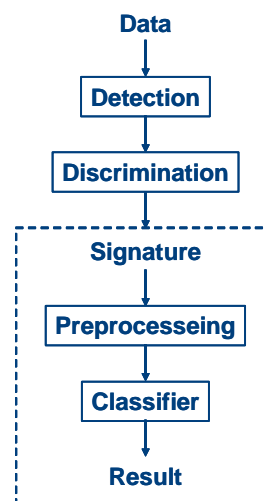 Data
Detection
Discrimination
Signature
Preprocesseing
Classifier
Result